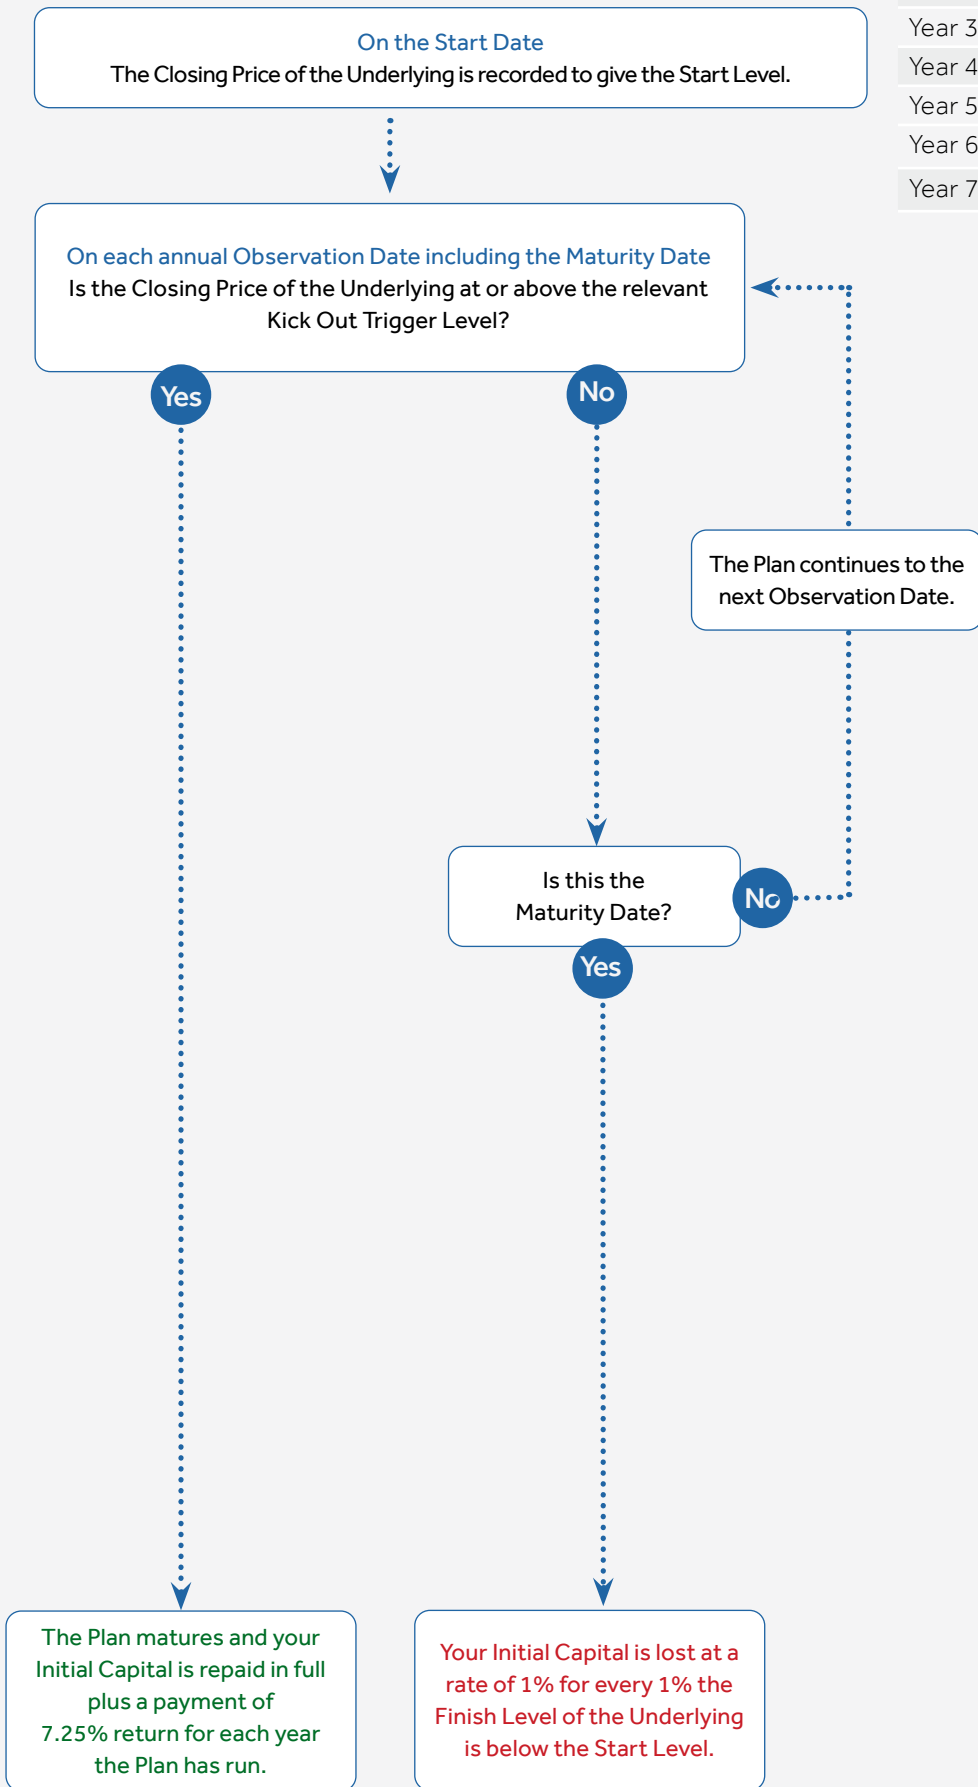 On the Start Date
The Closing Price of the Underlying is recorded to give the Start Level.
Year 3
Year 4
Year 5
Year 6
Year 7
On each annual Observation Date including the Maturity Date
Is the Closing Price of the Underlying at or above the relevant
Kick Out Trigger Level?
Yes
No
The Plan continues to the
next Observation Date.
Is this the
Maturity Date?
No
Yes
The Plan matures and your
Initial Capital is repaid in full
plus a payment of
7.25% return for each year
the Plan has run.
Your Initial Capital is lost at a
rate of 1% for every 1% the
Finish Level of the Underlying
is below the Start Level.